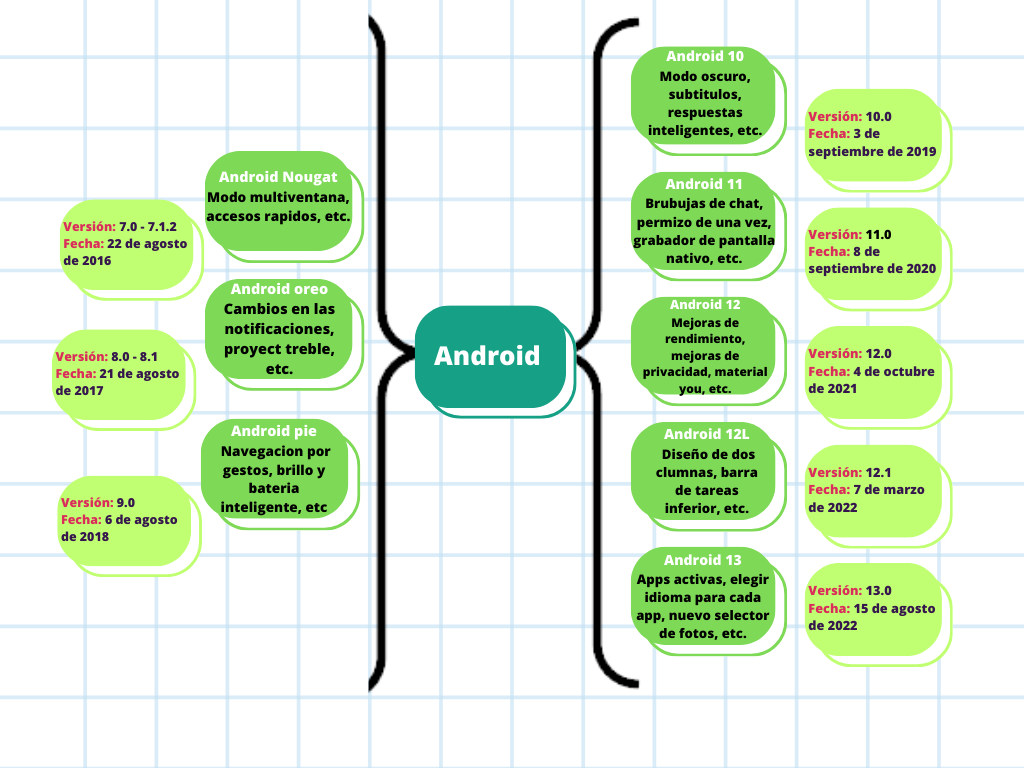 Android
Android Nougat
Modo multiventana,
accesos rapidos, etc.
Versión: 7.0 - 7.1.2
Fecha: 22 de agosto
de 2016
Android oreo
Cambios en las
notificaciones,
proyect treble,
etc.
Versión: 8.0 - 8.1
Fecha: 21 de agosto
de 2017
Android pie
Navegacion por
gestos, brillo y
bateria
inteligente, etc
Versión: 9.0
Fecha: 6 de agosto
de 2018
Android 10
Modo oscuro,
subtitulos,
respuestas
inteligentes, etc.
Versión: 10.0
Fecha: 3 de
septiembre de 2019
Android 11
Brubujas de chat,
permizo de una vez,
grabador de pantalla
nativo, etc.
Versión: 11.0
Fecha: 8 de
septiembre de 2020
Android 12
Mejoras de
rendimiento,
mejoras de
privacidad, material
you, etc.
Versión: 12.0
Fecha: 4 de octubre
de 2021
Android 12L
Diseño de dos
clumnas, barra
de tareas
inferior, etc.
Versión: 12.1
Fecha: 7 de marzo
de 2022
Android 13
Apps activas, elegir
idioma para cada
app, nuevo selector
de fotos, etc.
Versión: 13.0
Fecha: 15 de agosto
de 2022